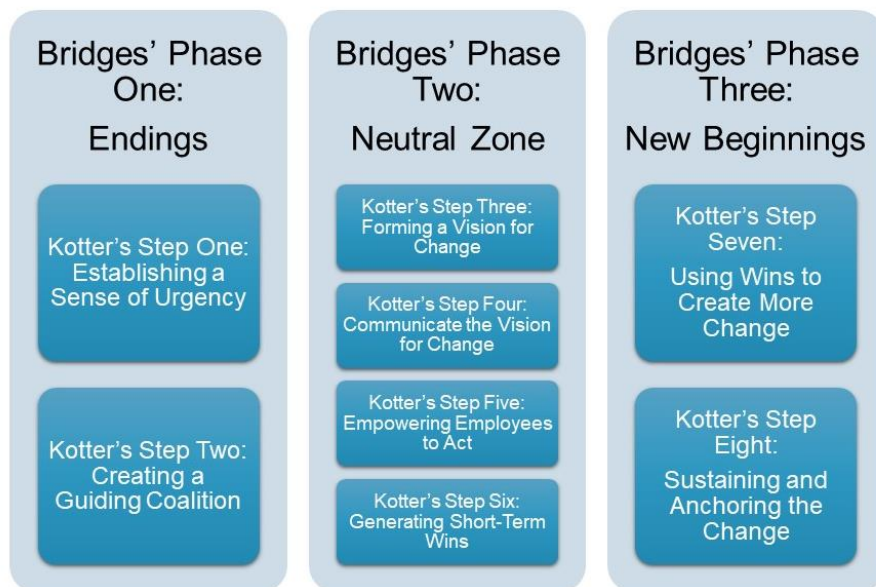 Bridges’ Phase
One:
Endings
Kotter’s Step One:
Establishing a
Sense of Urgency
Kotter’s Step Two:
Creating a
Guiding Coalition
Bridges’ Phase
Two:
Neutral Zone
Kotter’s Step Three:
Forming a Vision for
Change
Kotter’s Step Four:
Communicate the Vision
for Change
Kotter’s Step Five:
Empowering Employees
to Act
Kotter’s Step Six:
Generating Short-Term
Wins
Bridges’ Phase
Three:
New Beginnings
Kotter’s Step
Seven:
Using Wins to
Create More
Change
Kotter’s Step
Eight:
Sustaining and
Anchoring the
Change